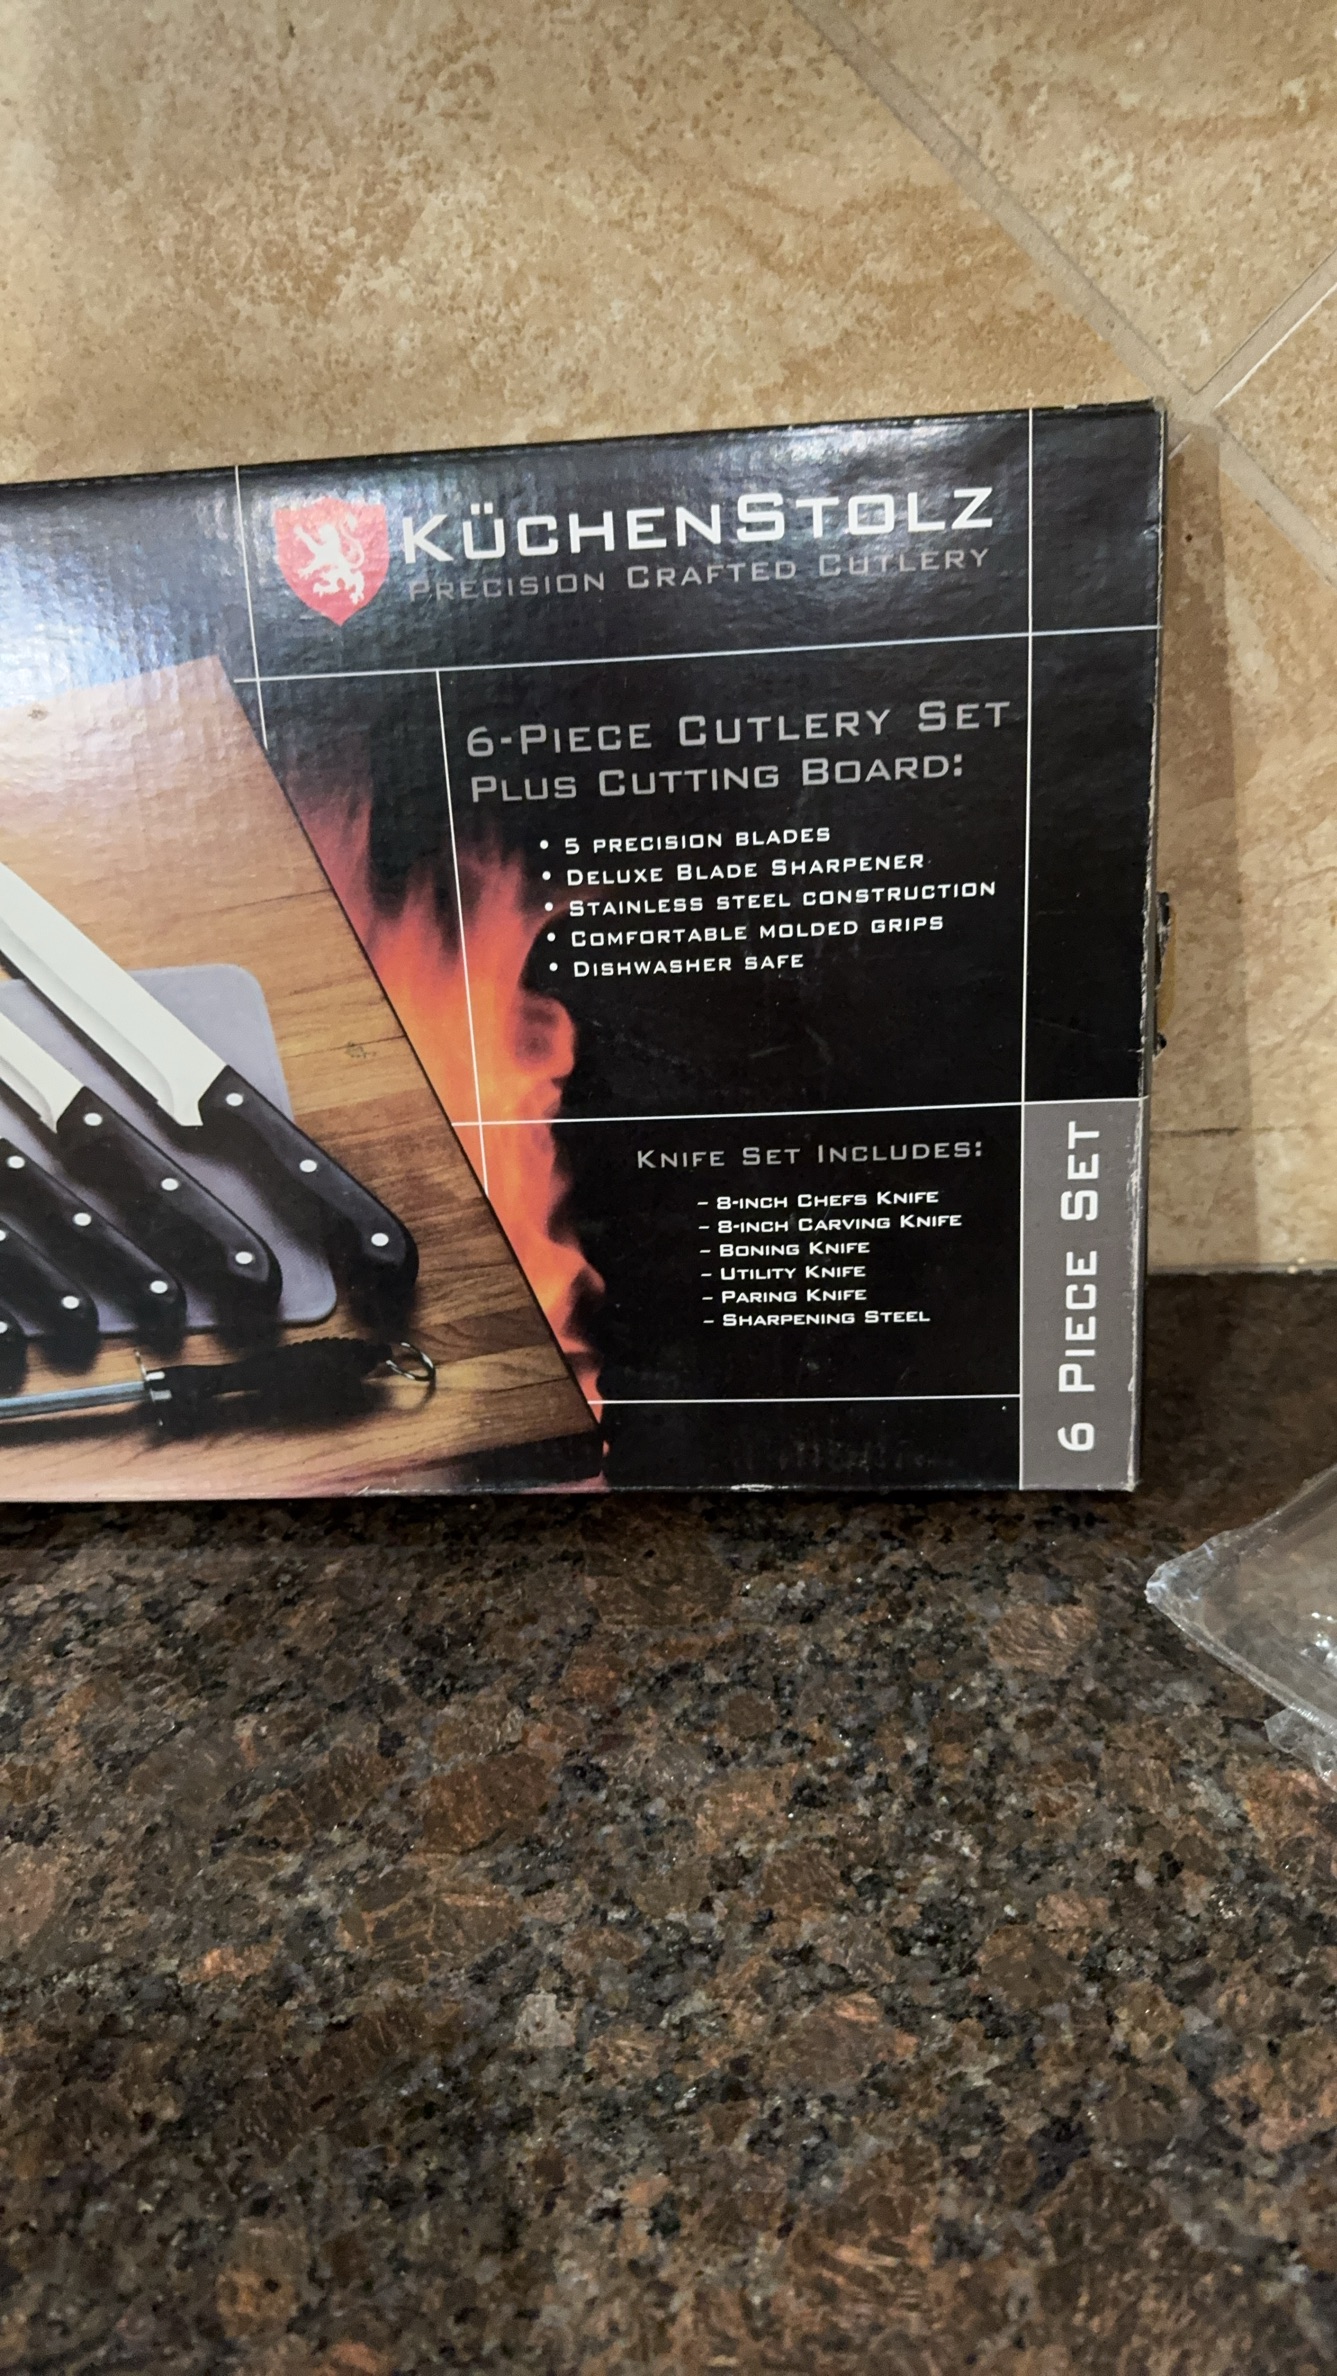 KÜCHENSTOLZ
PRECISION CRAFTED CUTLERY
6-PIECE CUTLERY SET
PLUS CUTTING BOARD:
• 5 PRECISION BLADES
• DELUXE BLADE SHARPENER
• STAINLESS STEEL CONSTRUCTION
• COMFORTABLE MOLDED GRIPS
• DISHWASHER SAFE
KNIFE SET INCLUDES:
– 8-INCH CHEFS KNIFE
– 8-INCH CARVING KNIFE
– BONING KNIFE
– UTILITY KNIFE
– PARING KNIFE
– SHARPENING STEEL
6 PIECE SET